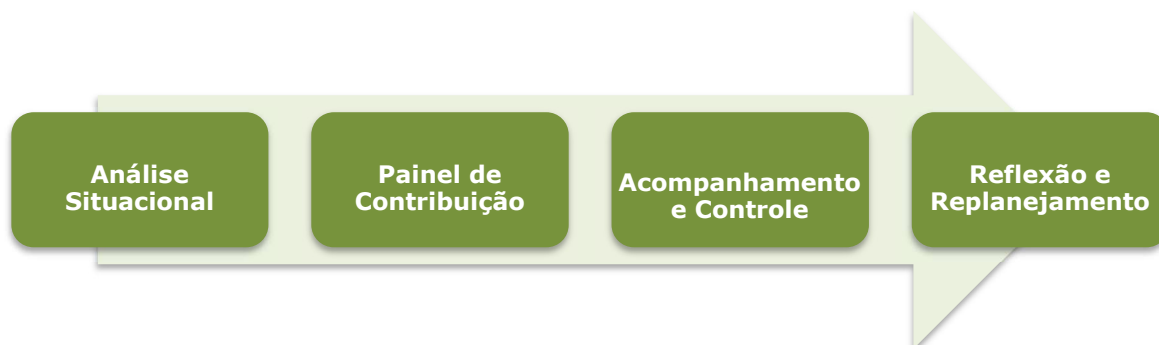 Análise
Situacional
Painel de
Contribuição
Acompanhamento
e Controle
Reflexão e
Replanejamento